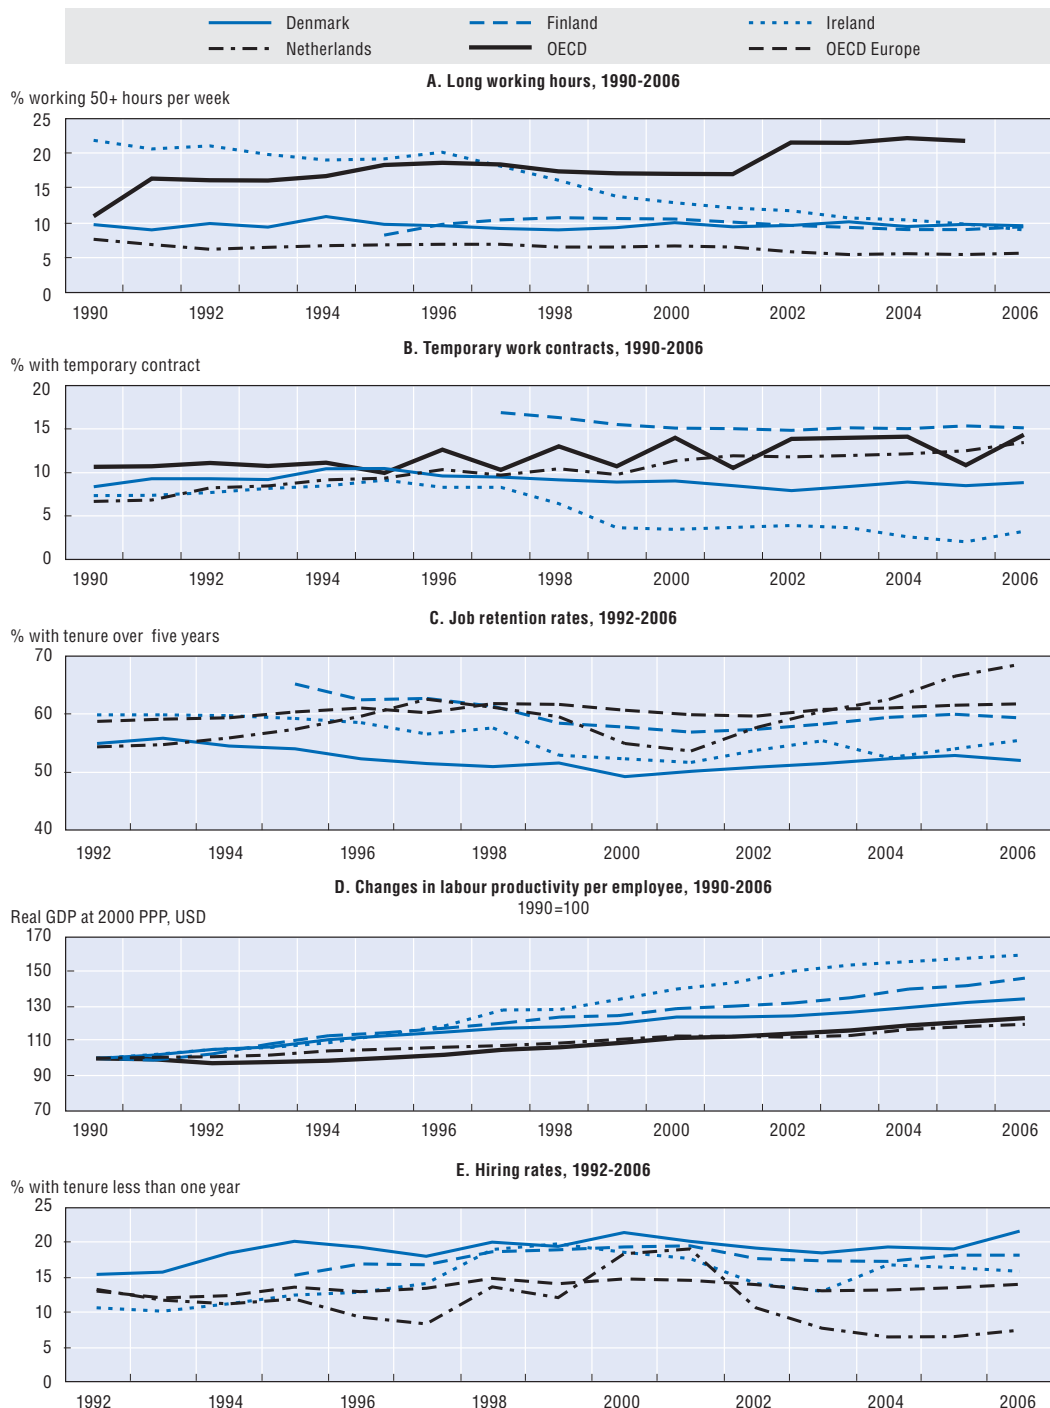 Denmark Finland Ireland
Netherlands OECD OECD Europe
A. Long working hours, 1990-2006
% working 50+ hours per week
25
20
15
10
5
0
1990 1992 1994 1996 1998 2000 2002 2004 2006
B. Temporary work contracts, 1990-2006
% with temporary contract
20
15
10
5
0
1990 1992 1994 1996 1998 2000 2002 2004 2006
C. Job retention rates, 1992-2006
% with tenure over five years
70
60
50
40
1992 1994 1996 1998 2000 2002 2004 2006
D. Changes in labour productivity per employee, 1990-2006
1990=100
Real GDP at 2000 PPP, USD
170
150
130
110
90
70
1990 1992 1994 1996 1998 2000 2002 2004 2006
E. Hiring rates, 1992-2006
% with tenure less than one year
25
20
15
10
5
0
1992 1994 1996 1998 2000 2002 2004 2006